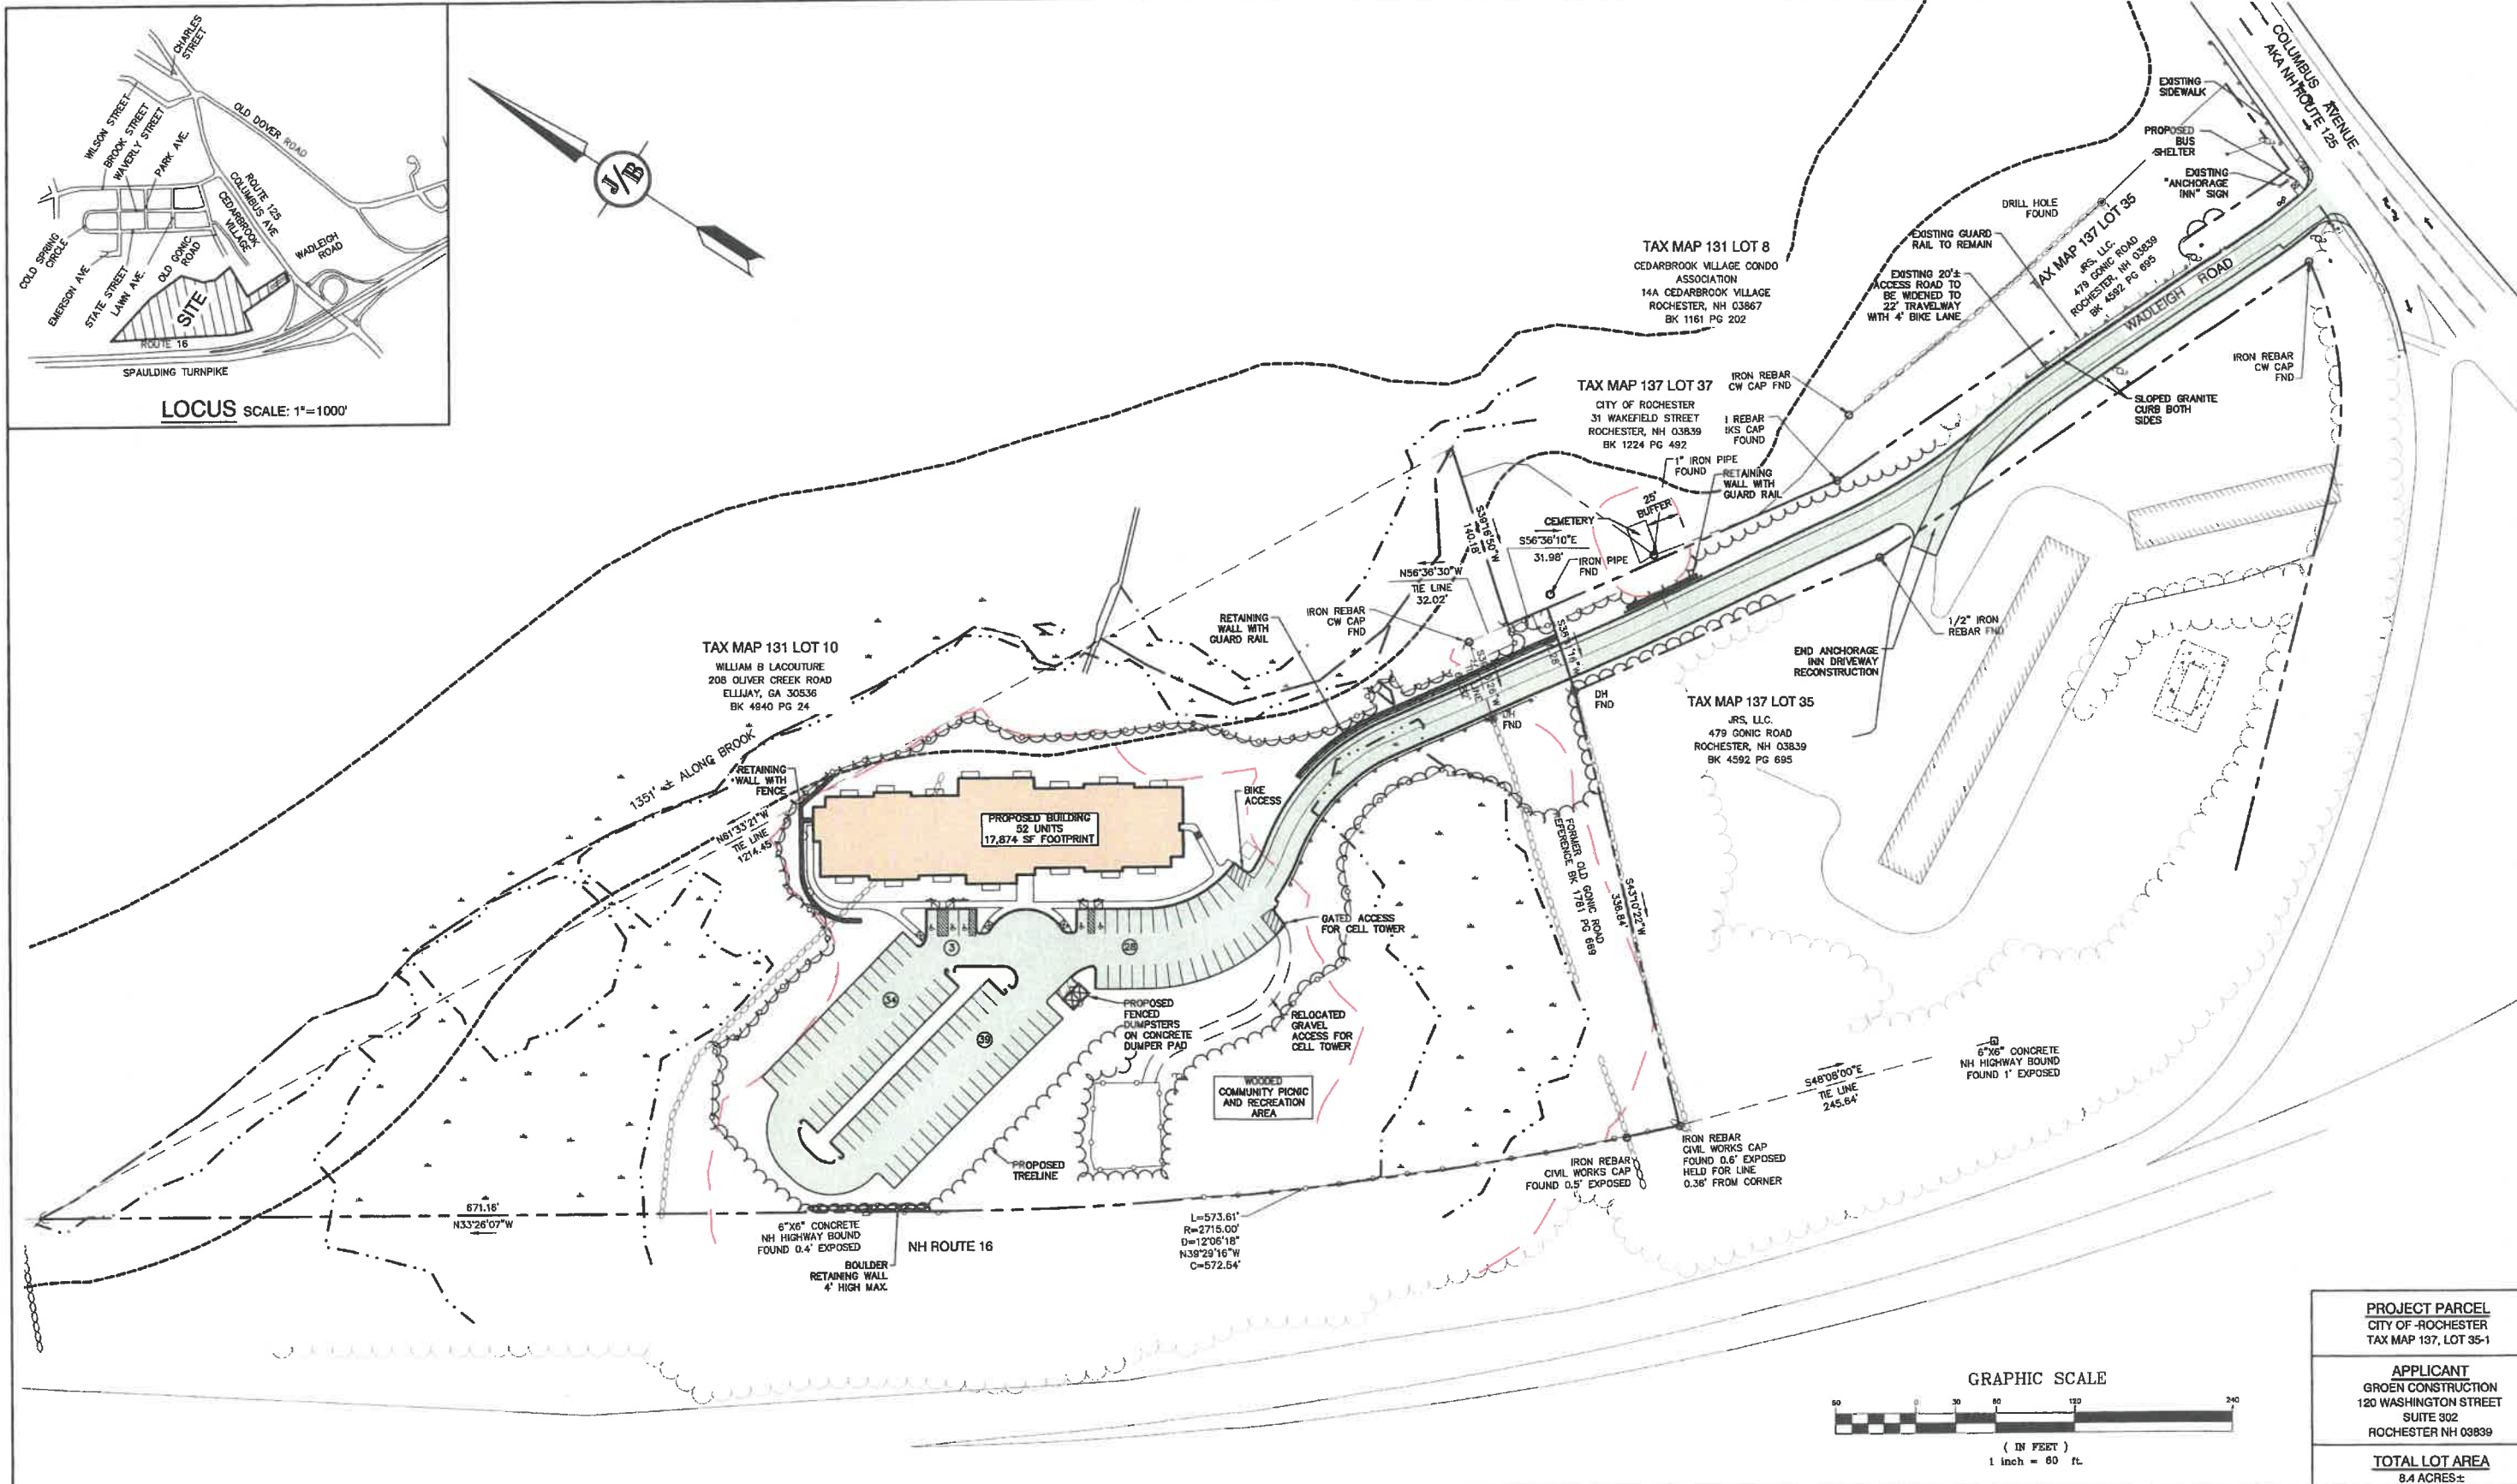 CHARLES
STREET
WILSON STREET
BROOK STREET
WAVERLY STREET
PARK AVE.
OLD DOVER ROAD
ROUTE 125
COLUMBUS AVE
CEDARBROOK
VILLAGE
WADLEIGH
ROAD
COLD SPRING
CIRCLE
EMERSON AVE
STATE STREET
LAWN AVE.
OLD GONIC
ROAD
SITE
ROUTE 16
SPAULDING TURNPIKE
LOCUS SCALE: 1"=1000'
J/B
COLUMBUS AVENUE
AKA NH ROUTE 125
EXISTING
SIDEWALK
PROPOSED
BUS
SHELTER
EXISTING
"ANCHORAGE
INN" SIGN
DRILL HOLE
FOUND
TAX MAP 137 LOT 35
JRS, LLC.
479 GONIC ROAD
ROCHESTER, NH 03839
BK 4592 PG 695
EXISTING GUARD
RAIL TO REMAIN
EXISTING 20'±
ACCESS ROAD TO
BE WIDENED TO
22' TRAVELWAY
WITH 4' BIKE LANE
WADLEIGH ROAD
IRON REBAR
CW CAP
FND
SLOPED GRANITE
CURB BOTH
SIDES
TAX MAP 131 LOT 8
CEDARBROOK VILLAGE CONDO
ASSOCIATION
14A CEDARBROOK VILLAGE
ROCHESTER, NH 03867
BK 1161 PG 202
TAX MAP 137 LOT 37
CITY OF ROCHESTER
31 WAKEFIELD STREET
ROCHESTER, NH 03839
BK 1224 PG 492
IRON REBAR
CW CAP FND
REBAR
IKS CAP
FOUND
1" IRON PIPE
FOUND
RETAINING
WALL WITH
GUARD RAIL
25'
BUFFER
CEMETERY
S56°36'10"E
31.98'
IRON PIPE
FND
S39°16'50"W
140.18'
N56°36'30"W
TIE LINE
32.02'
IRON REBAR
CW CAP
FND
RETAINING
WALL WITH
GUARD RAIL
DH
FND
DH
FND
1/2" IRON
REBAR FND
END ANCHORAGE
INN DRIVEWAY
RECONSTRUCTION
TAX MAP 137 LOT 35
JRS, LLC.
479 GONIC ROAD
ROCHESTER, NH 03839
BK 4592 PG 695
TAX MAP 131 LOT 10
WILLIAM B LACOUTURE
208 OLIVER CREEK ROAD
ELLIJAY, GA 30536
BK 4940 PG 24
1351' ± ALONG BROOK
N61°33'21"W
TIE LINE
1214.45'
RETAINING
WALL WITH
FENCE
PROPOSED BUILDING
52 UNITS
17,874 SF FOOTPRINT
BIKE
ACCESS
GATED ACCESS
FOR CELL TOWER
FORMER OLD GONIC ROAD
REFERENCE BK 1781 PG 669
S43°10'22"W
336.84'
3
28
34
39
PROPOSED
FENCED
DUMPSTERS
ON CONCRETE
DUMPER PAD
RELOCATED
GRAVEL
ACCESS FOR
CELL TOWER
WOODED
COMMUNITY PICNIC
AND RECREATION
AREA
PROPOSED
TREELINE
6"X6" CONCRETE
NH HIGHWAY BOUND
FOUND 1' EXPOSED
S48°08'00"E
TIE LINE
245.64'
IRON REBAR
CIVIL WORKS CAP
FOUND 0.6' EXPOSED
HELD FOR LINE
0.36' FROM CORNER
IRON REBAR
CIVIL WORKS CAP
FOUND 0.5' EXPOSED
671.16'
N33°26'07"W
6"X6" CONCRETE
NH HIGHWAY BOUND
FOUND 0.4' EXPOSED
NH ROUTE 16
BOULDER
RETAINING WALL
4' HIGH MAX.
L=573.61'
R=2715.00'
D=12°06'18"
N39°29'16"W
C=572.54'
GRAPHIC SCALE
60 0 30 60 120 240
( IN FEET )
1 inch = 60 ft.
PROJECT PARCEL
CITY OF ROCHESTER
TAX MAP 137, LOT 35-1
APPLICANT
GROEN CONSTRUCTION
120 WASHINGTON STREET
SUITE 302
ROCHESTER NH 03839
TOTAL LOT AREA
8.4 ACRES±